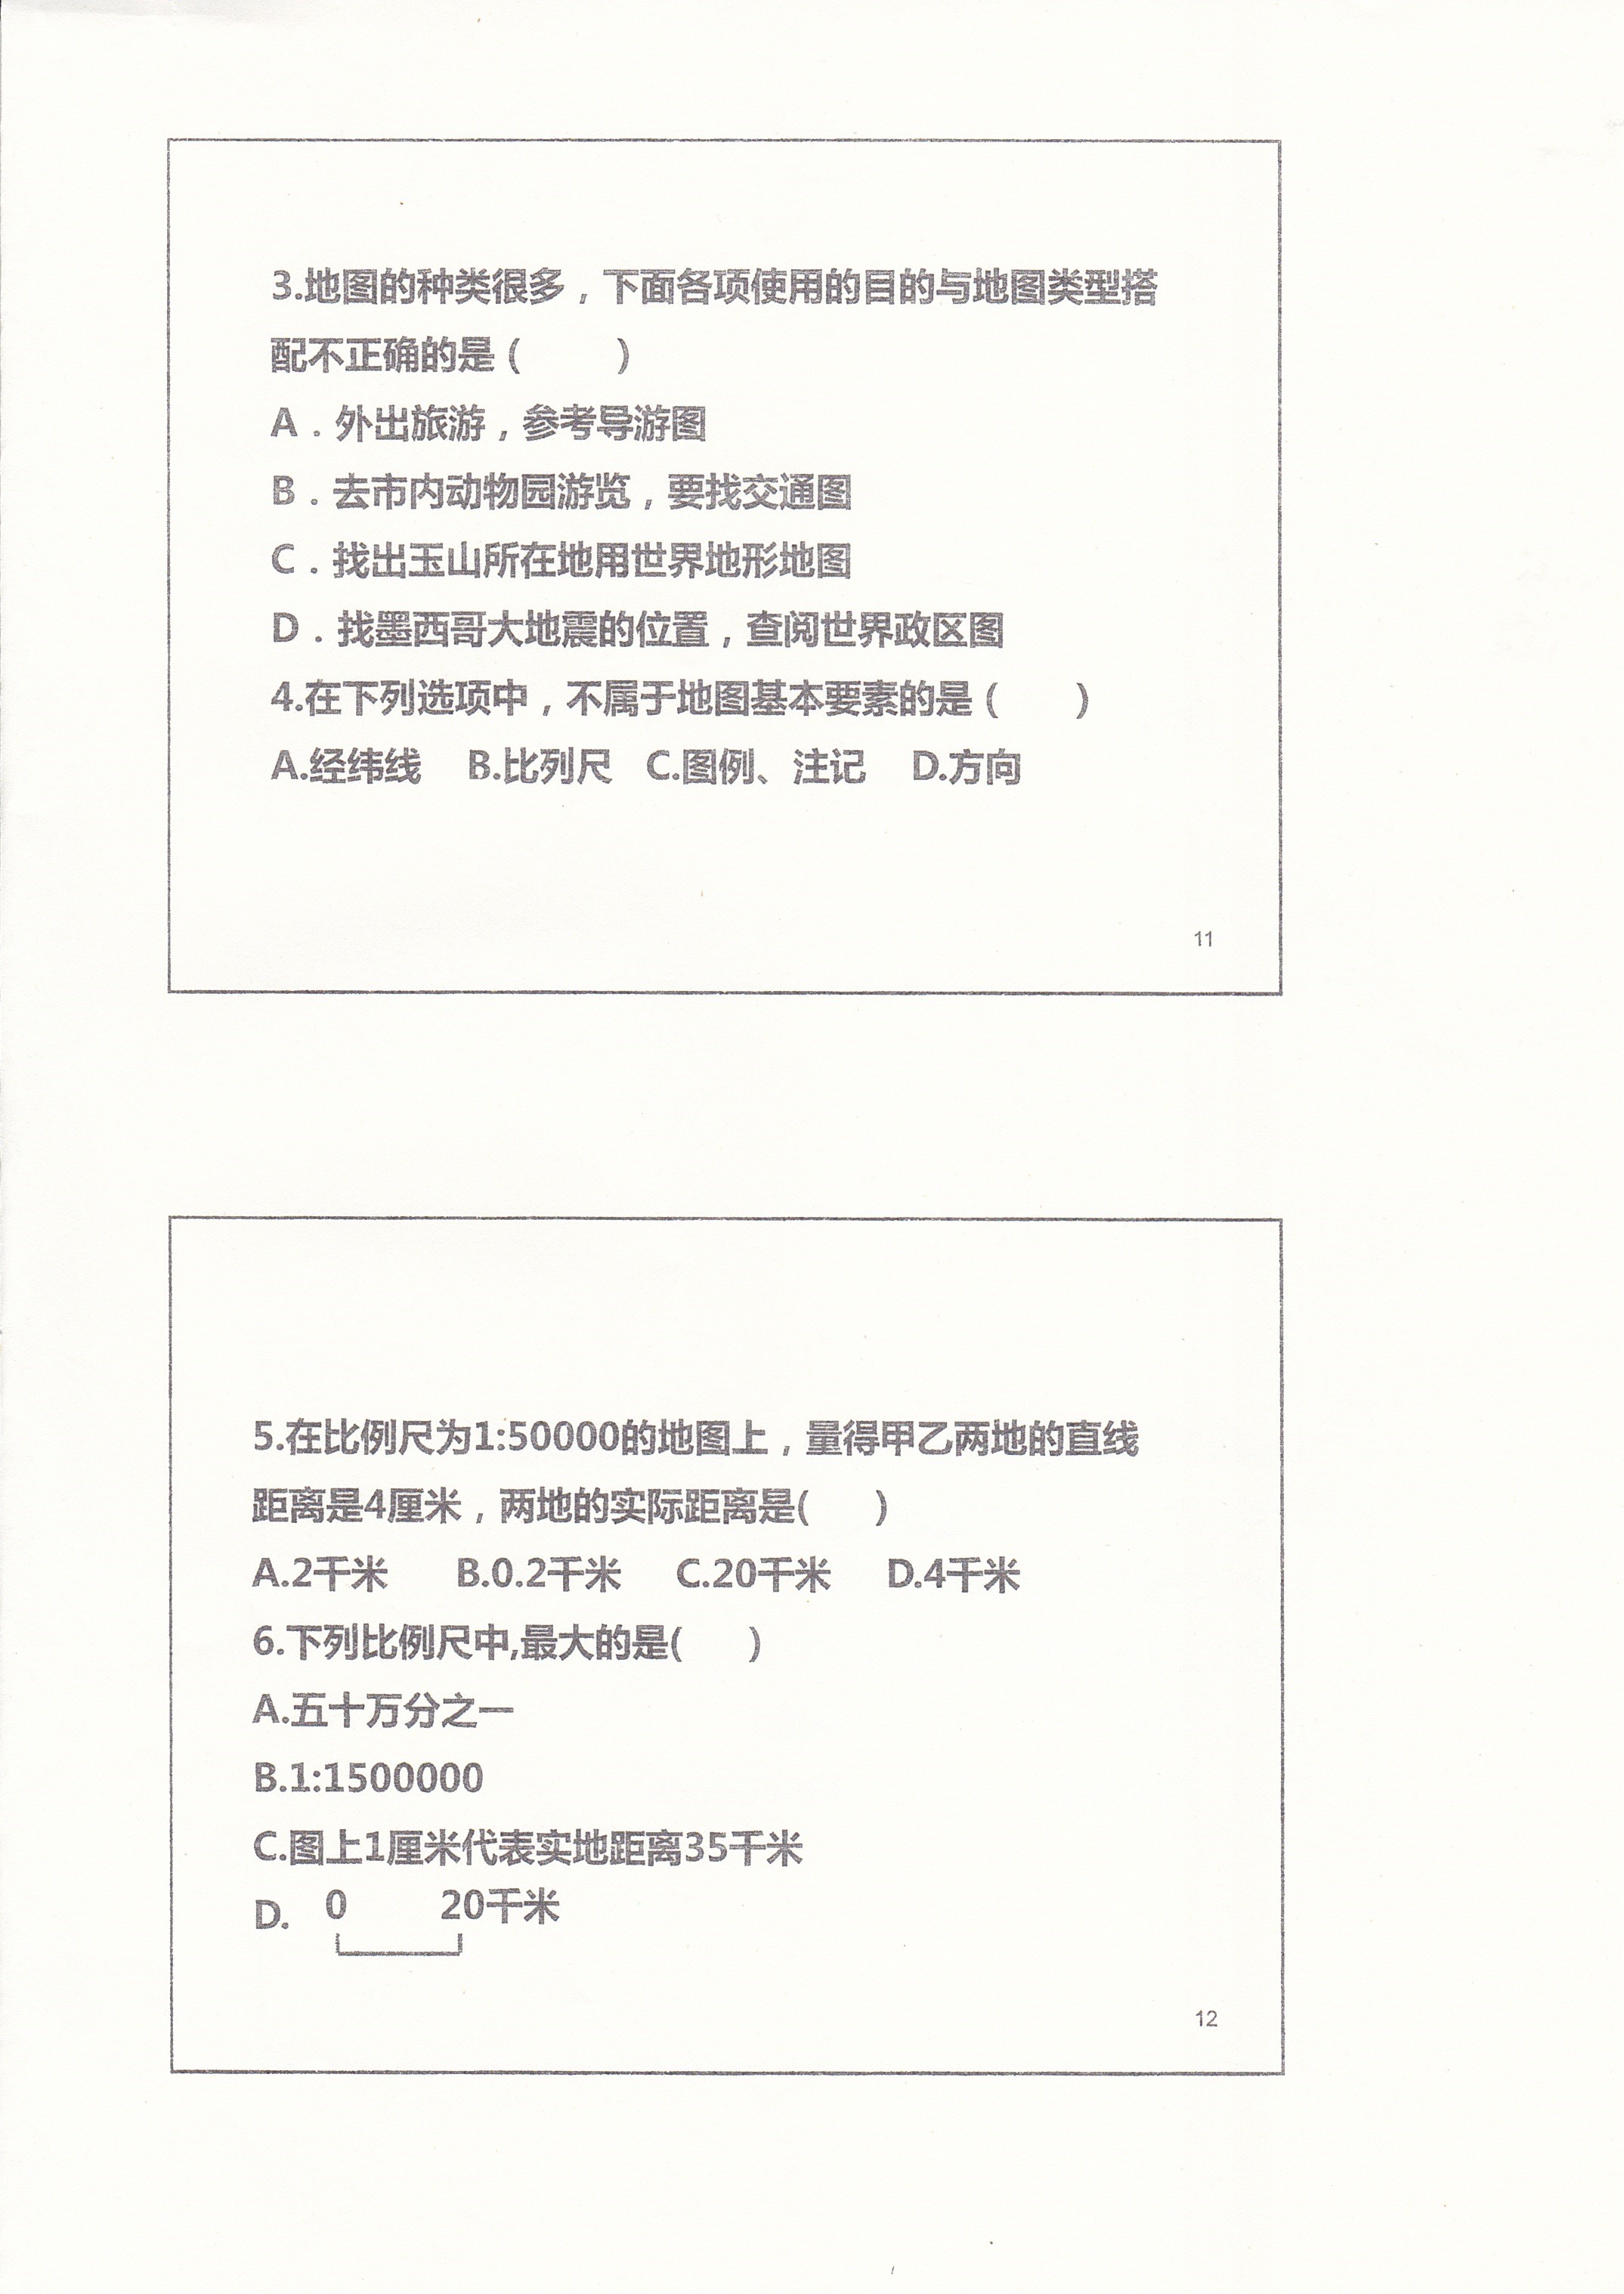 3.地图的种类很多，下面各项使用的目的与地图类型搭
配不正确的是（　　）
A．外出旅游，参考导游图
B．去市内动物园游览，要找交通图
C．找出玉山所在地用世界地形地图
D．找墨西哥大地震的位置，查阅世界政区图
4.在下列选项中，不属于地图基本要素的是（　　）
A.经纬线　B.比列尺　C.图例、注记　D.方向
11
5.在比例尺为1:50000的地图上，量得甲乙两地的直线
距离是4厘米，两地的实际距离是(　　)
A.2千米　B.0.2千米　C.20千米　D.4千米
6.下列比例尺中,最大的是(　　)
A.五十万分之一
B.1:1500000
C.图上1厘米代表实地距离35千米
D. 0　20千米
12